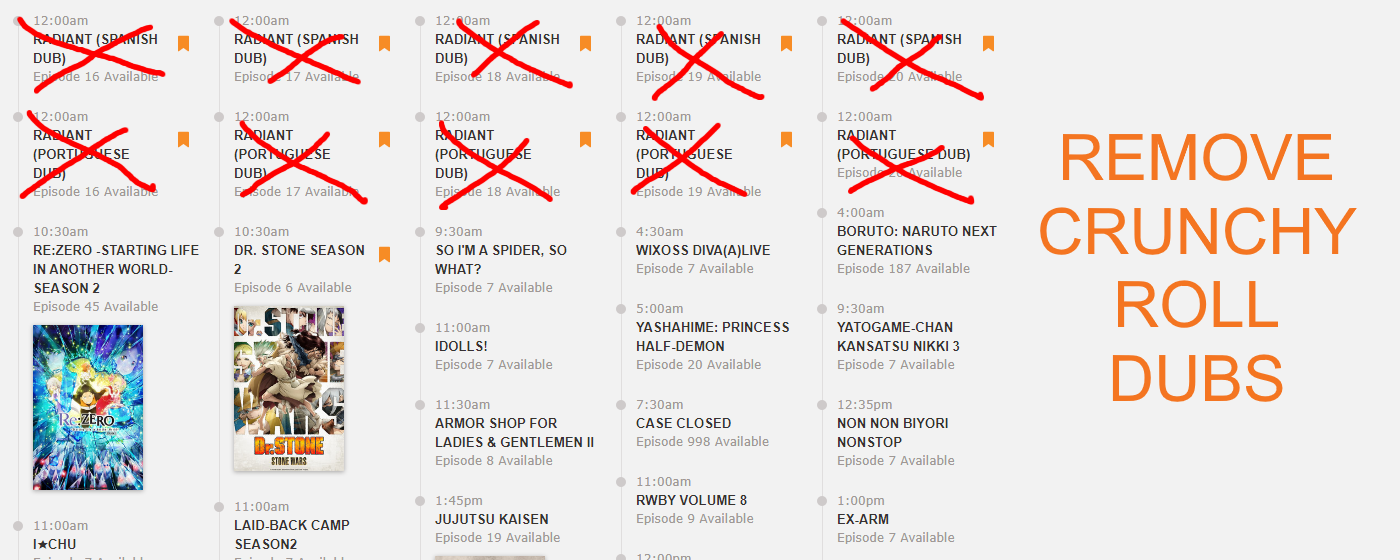 12:00am
RADIANT (SPANISH
DUB)
Episode 16 Available
12:00am
RADIANT
(PORTUGUESE
DUB)
Episode 16 Available
10:30am
RE:ZERO -STARTING LIFE
IN ANOTHER WORLD-
SEASON 2
Episode 45 Available
Re:ZERO
11:00am
I★CHU
Episode 7 Available
12:00am
RADIANT (SPANISH
DUB)
Episode 17 Available
12:00am
RADIANT
(PORTUGUESE
DUB)
Episode 17 Available
10:30am
DR. STONE SEASON
2
Episode 6 Available
Dr.STONE
WARS
Dr.STONE
STONE WARS
11:00am
LAID-BACK CAMP
SEASON2
Episode 7 Available
12:00am
RADIANT (SPANISH
DUB)
Episode 18 Available
12:00am
RADIANT
(PORTUGUESE
DUB)
Episode 18 Available
9:30am
SO I'M A SPIDER, SO
WHAT?
Episode 7 Available
11:00am
IDOLLS!
Episode 7 Available
11:30am
ARMOR SHOP FOR
LADIES & GENTLEMEN II
Episode 8 Available
1:45pm
JUJUTSU KAISEN
Episode 19 Available
12:00am
RADIANT (SPANISH
DUB)
Episode 19 Available
12:00am
RADIANT
(PORTUGUESE
DUB)
Episode 19 Available
4:30am
WIXOSS DIVA(A)LIVE
Episode 7 Available
5:00am
YASHAHIME: PRINCESS
HALF-DEMON
Episode 20 Available
7:30am
CASE CLOSED
Episode 998 Available
11:00am
RWBY VOLUME 8
Episode 9 Available
12:00pm
12:00am
RADIANT (SPANISH
DUB)
Episode 20 Available
12:00am
RADIANT
(PORTUGUESE DUB)
Episode 20 Available
4:00am
BORUTO: NARUTO NEXT
GENERATIONS
Episode 187 Available
9:30am
YATOGAME-CHAN
KANSATSU NIKKI 3
Episode 7 Available
12:35pm
NON NON BIYORI
NONSTOP
Episode 7 Available
1:00pm
EX-ARM
Episode 7 Available
REMOVE
CRUNCHY
ROLL
DUBS